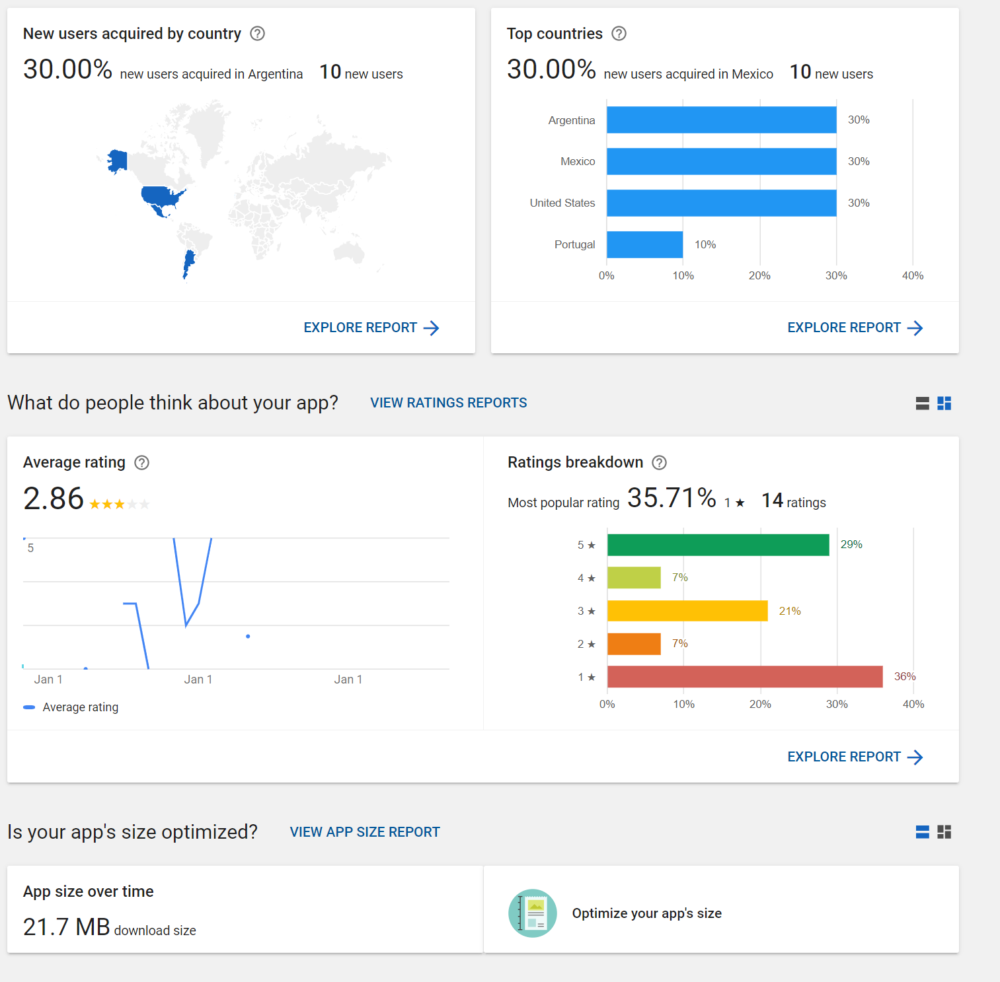 New users acquired by country
30.00% new users acquired in Argentina 10 new users
EXPLORE REPORT
Top countries
30.00% new users acquired in Mexico 10 new users
Argentina 30%
Mexico 30%
United States 30%
Portugal 10%
0% 10% 20% 30% 40%
EXPLORE REPORT
What do people think about your app? VIEW RATINGS REPORTS
Average rating
2.86 ★★★★★
5
Jan 1 Jan 1 Jan 1
Average rating
Ratings breakdown
Most popular rating 35.71% 1 ★ 14 ratings
5 ★ 29%
4 ★ 7%
3 ★ 21%
2 ★ 7%
1 ★ 36%
0% 10% 20% 30% 40%
EXPLORE REPORT
Is your app's size optimized? VIEW APP SIZE REPORT
App size over time
21.7 MB download size
Optimize your app's size